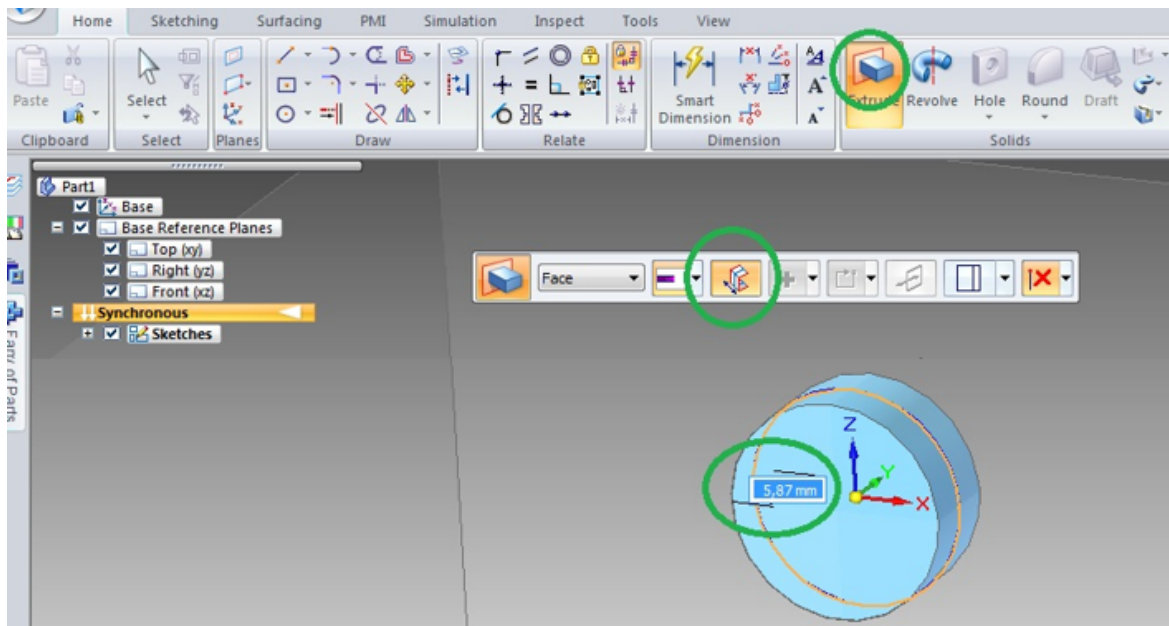 Home Sketching Surfacing PMI Simulation Inspect Tools View
Paste
Select
Smart
Dimension
Extrude Revolve Hole Round Draft
Clipboard Select Planes Draw Relate Dimension Solids
Part1
Base
Base Reference Planes
Top (xy)
Right (yz)
Front (xz)
Synchronous
Sketches
Face
of Parts
Z
Y
X
5,87 mm